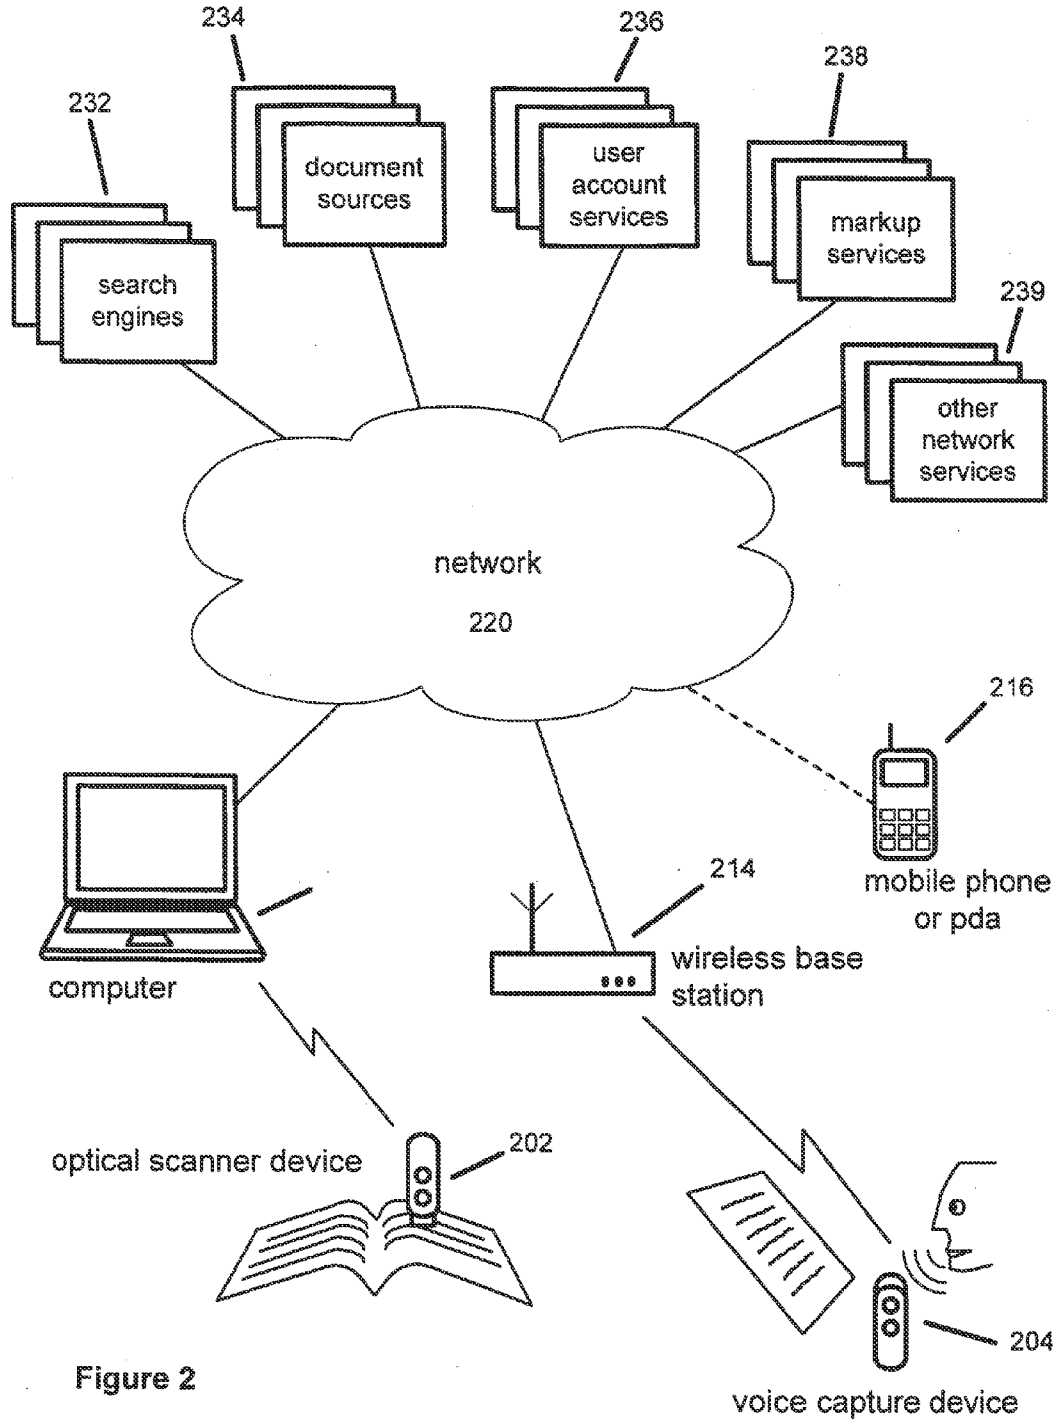 234
236
238
232
document
sources
user
account
services
markup
services
search
engines
239
other
network
services
network
220
216
mobile phone
or pda
214
wireless base
station
computer
optical scanner device
202
204
Figure 2
voice capture device